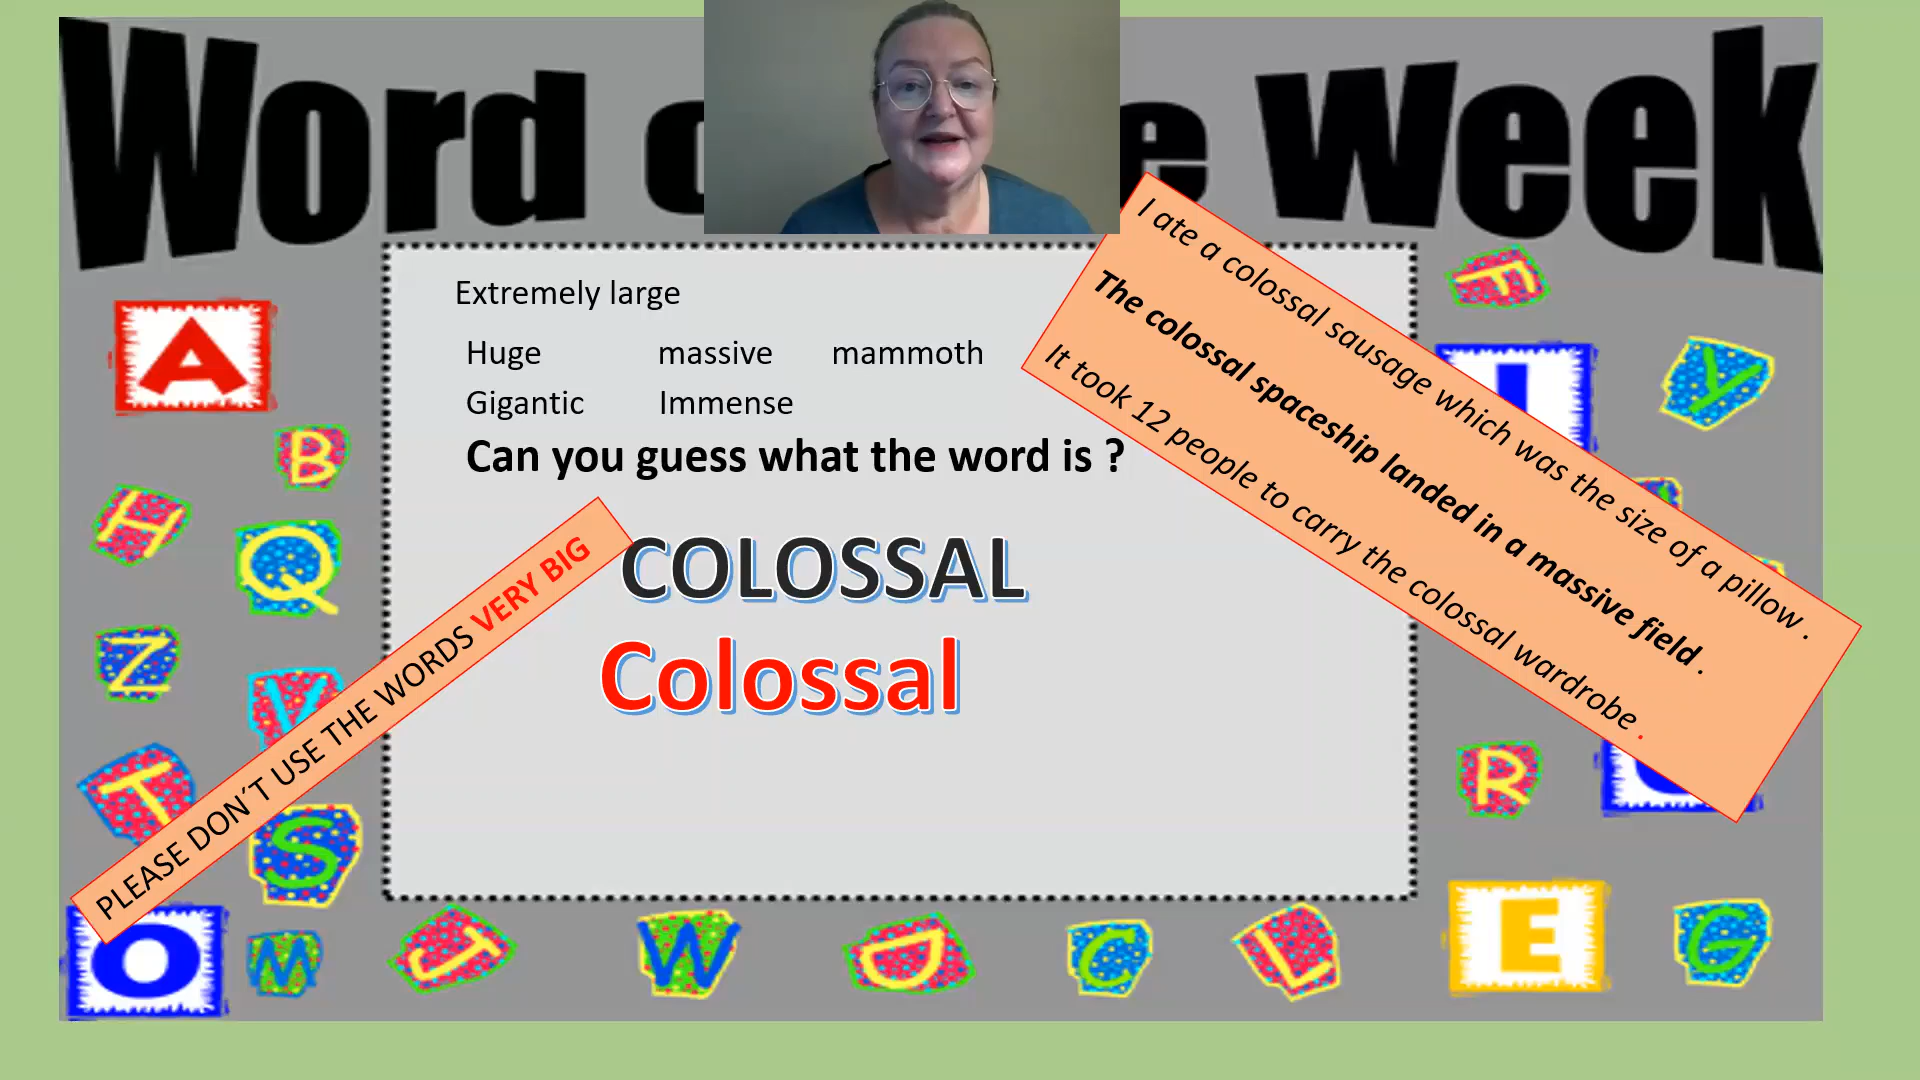 Word e Week
Extremely large
Huge massive mammoth
Gigantic Immense
Can you guess what the word is ?
COLOSSAL
Colossal
PLEASE DON´T USE THE WORDS VERY BIG
I ate a colossal sausage which was the size of a pillow .
The colossal spaceship landed in a massive field .
It took 12 people to carry the colossal wardrobe .
A
B
H
Q
Z
V
T
S
O
M
J
W
D
C
L
E
G
R
F
Y